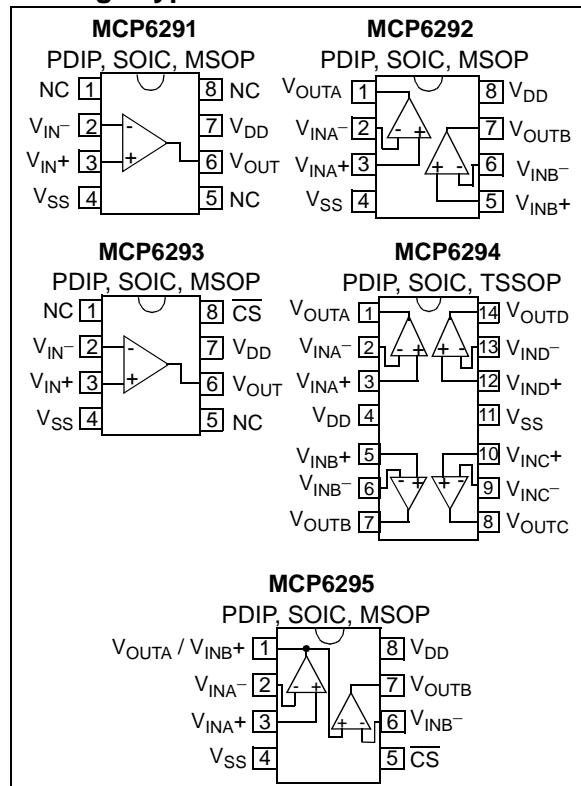 MCP6291
PDIP, SOIC, MSOP
NC 1 8 NC
VIN– 2 - 7 VDD
VIN+ 3 + 6 VOUT
VSS 4 5 NC
MCP6292
PDIP, SOIC, MSOP
VOUTA 1 8 VDD
VINA– 2 - + 7 VOUTB
VINA+ 3 + - 6 VINB–
VSS 4 5 VINB+
MCP6293
PDIP, SOIC, MSOP
NC 1 8 C̅S̅
VIN– 2 - 7 VDD
VIN+ 3 + 6 VOUT
VSS 4 5 NC
MCP6294
PDIP, SOIC, TSSOP
VOUTA 1 14 VOUTD
VINA– 2 - + + - 13 VIND–
VINA+ 3 12 VIND+
VDD 4 11 VSS
VINB+ 5 10 VINC+
VINB– 6 - + + - 9 VINC–
VOUTB 7 8 VOUTC
MCP6295
PDIP, SOIC, MSOP
VOUTA / VINB+ 1 8 VDD
VINA– 2 - + 7 VOUTB
VINA+ 3 + - 6 VINB–
VSS 4 5 C̅S̅